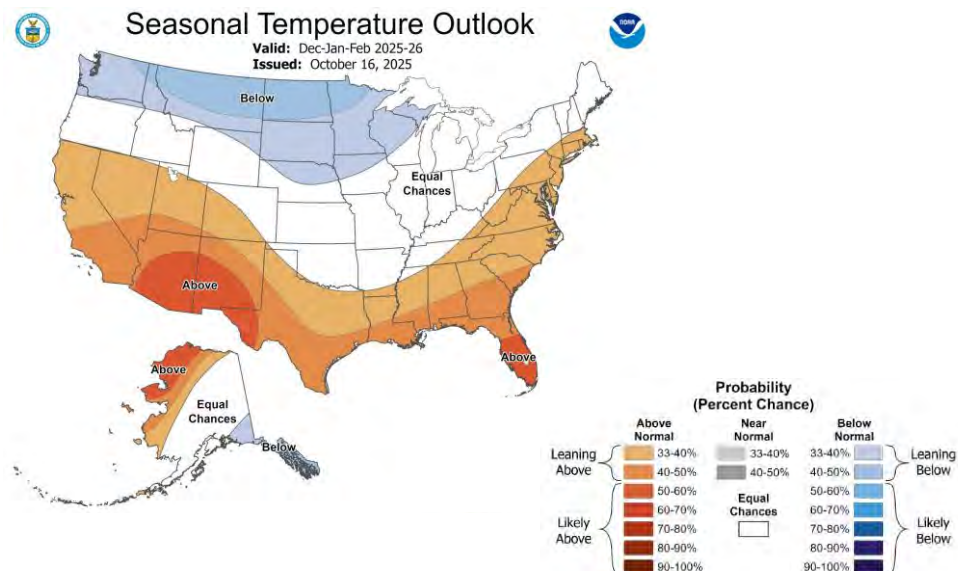 Seasonal Temperature Outlook
Valid: Dec-Jan-Feb 2025-26
Issued: October 16, 2025
NOAA
Below
Equal
Chances
Above
Above
Above
Equal
Chances
Below
Probability
(Percent Chance)
Above
Normal
Near
Normal
Below
Normal
Leaning
Above
33-40%
40-50%
33-40%
40-50%
33-40%
40-50%
Leaning
Below
Likely
Above
50-60%
60-70%
70-80%
80-90%
90-100%
Equal
Chances
50-60%
60-70%
70-80%
80-90%
90-100%
Likely
Below